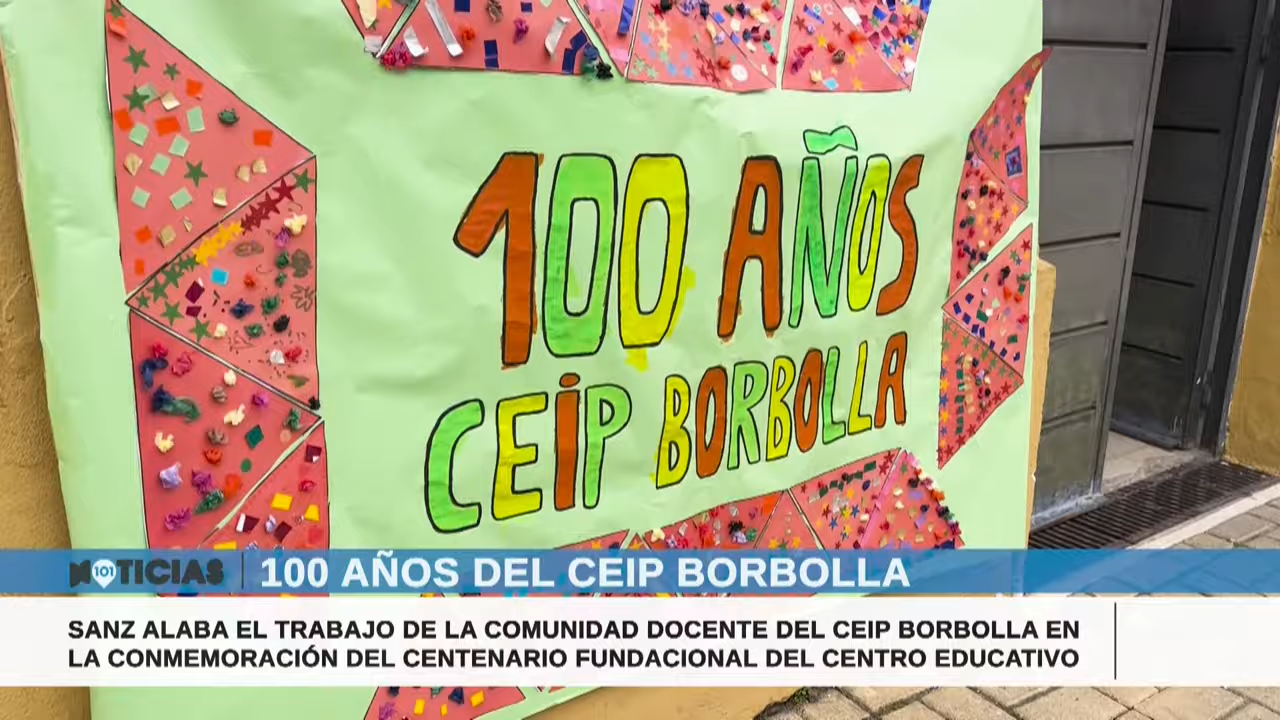 100 AÑOS
CEIP BORBOLLA
NOTICIAS 101
100 AÑOS DEL CEIP BORBOLLA
SANZ ALABA EL TRABAJO DE LA COMUNIDAD DOCENTE DEL CEIP BORBOLLA EN
LA CONMEMORACIÓN DEL CENTENARIO FUNDACIONAL DEL CENTRO EDUCATIVO